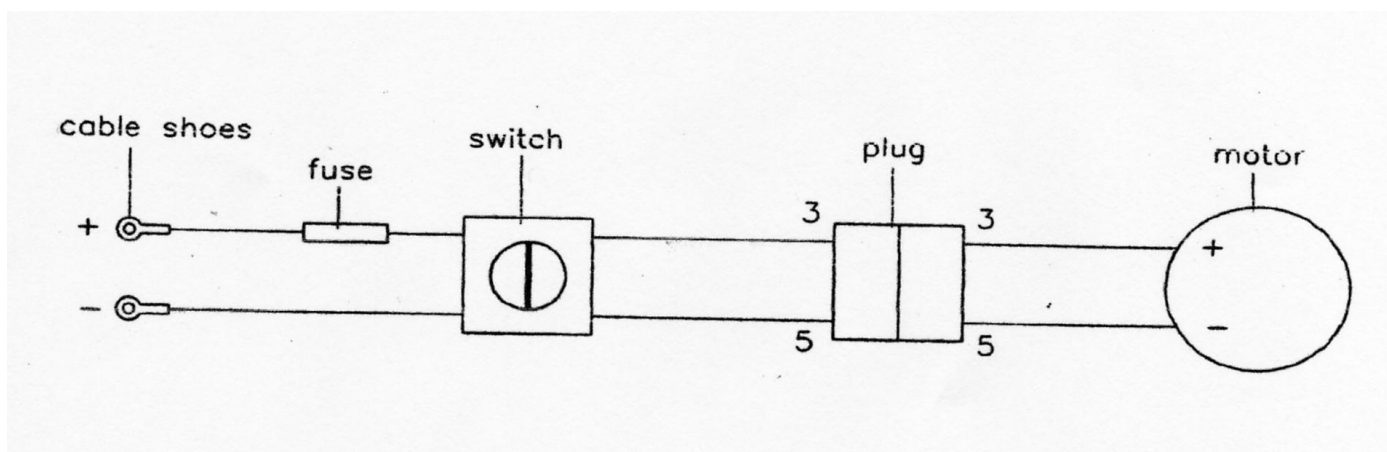 cable shoes
fuse
switch
plug
motor
+
3
3
+
−
5
5
−